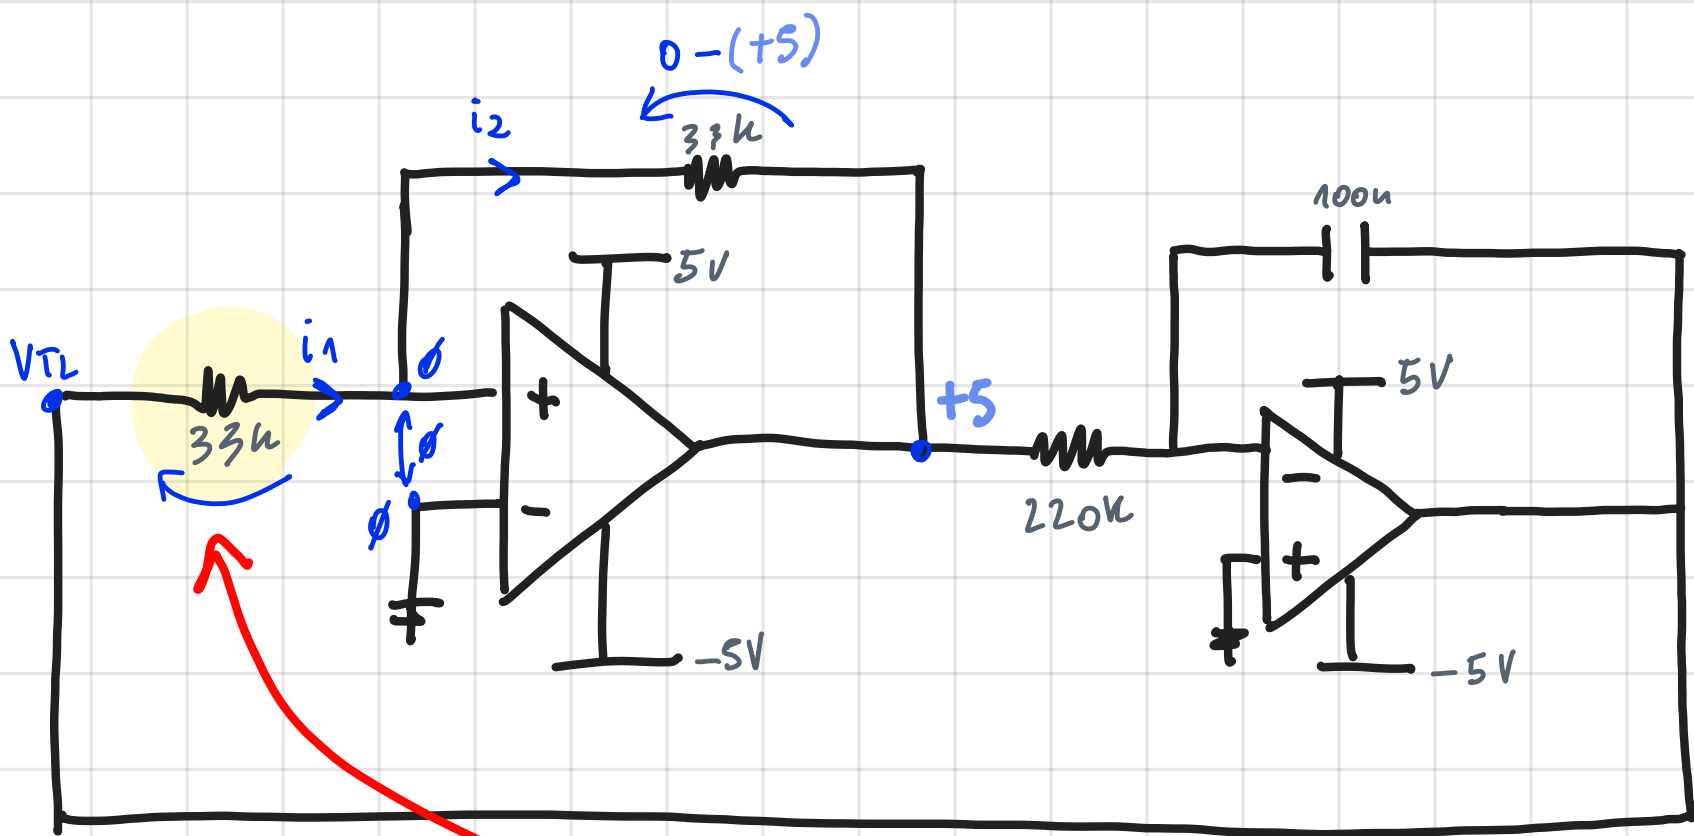 0 - (+5)
i2
33k
100n
5V
VTL
i1
Ø
33k
+
Ø
Ø
-
+5
5V
220k
-
+
-5V
-5V